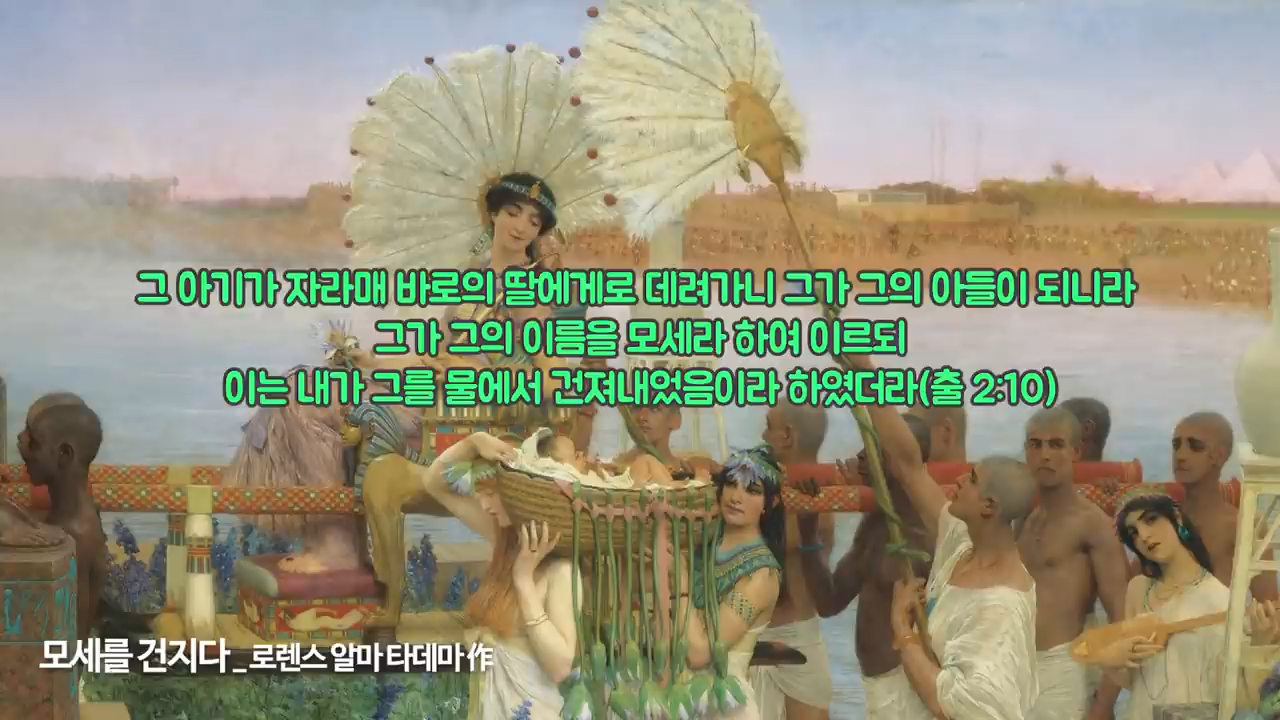 그 아기가 자라매 바로의 딸에게로 데려가니 그가 그의 아들이 되니라
그가 그의 이름을 모세라 하여 이르되
이는 내가 그를 물에서 건져내었음이라 하였더라(출 2:10)
모세를 건지다_로렌스 알마 타데마 作